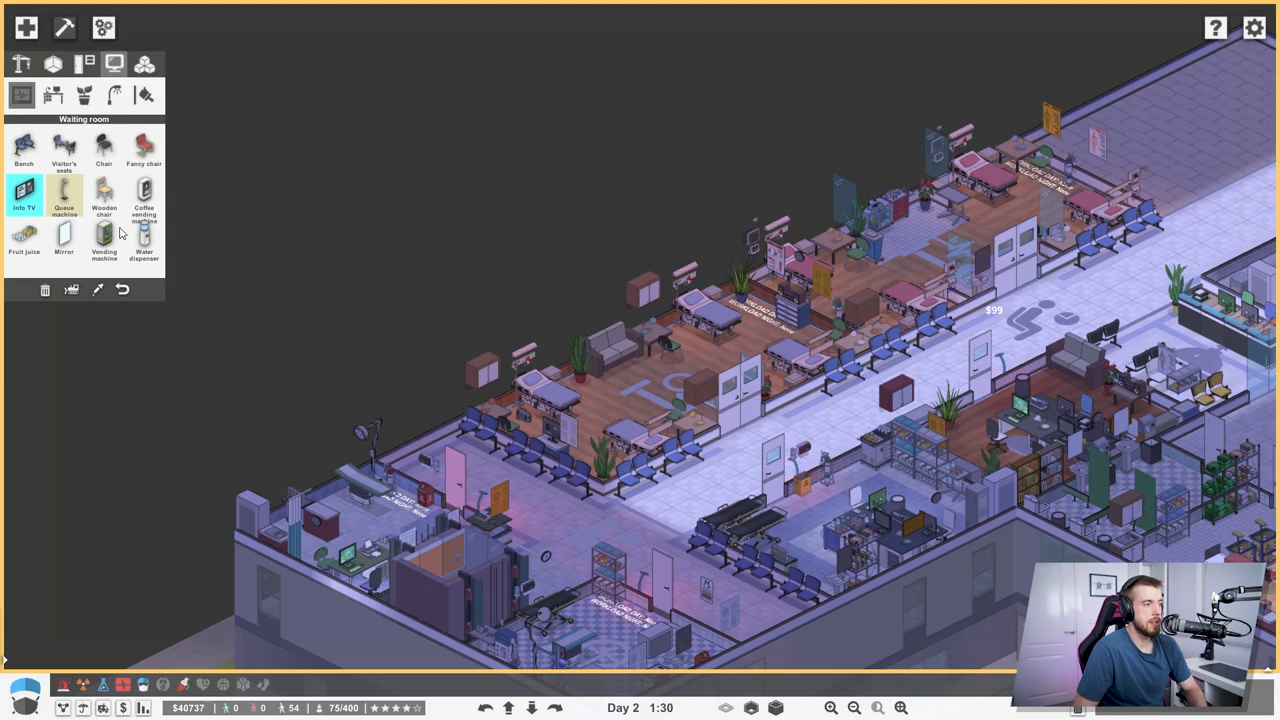 ?
Waiting room
Bench
Visitor's seats
Chair
Fancy chair
Info TV
Queue machine
Wooden chair
Coffee vending machine
Fruit juice
Mirror
Vending machine
Water dispenser
$99
$40737
0
0
54
75/400
Day 2 1:30